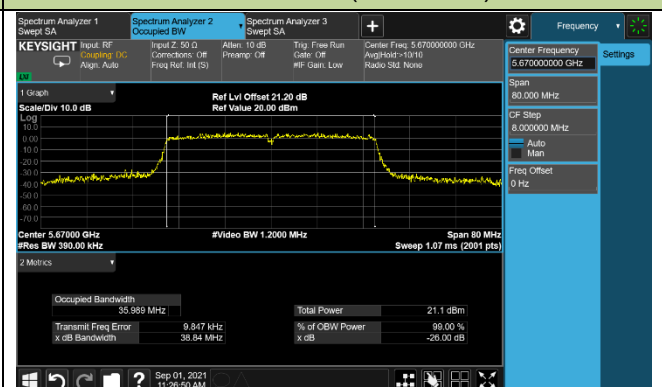 Spectrum Analyzer 1
Swept SA
Spectrum Analyzer 2
Occupied BW
Spectrum Analyzer 3
Swept SA
+
Frequency
KEYSIGHT
Input: RF
Coupling: DC
Align: Auto
Input Z: 50 Ω
Corrections: Off
Freq Ref: Int (S)
Atten: 10 dB
Preamp: Off
Trig: Free Run
Gate: Off
#IF Gain: Low
Center Freq: 5.670000000 GHz
Avg|Hold>10/10
Radio Std: None
Center Frequency
5.670000000 GHz
Settings
Span
80.000 MHz
CF Step
8.000000 MHz
Auto
Man
Freq Offset
0 Hz
1 Graph
Scale/Div 10.0 dB
Ref Lvl Offset 21.20 dB
Ref Value 20.00 dBm
Log
10.0
0.00
-10.0
-20.0
-30.0
-40.0
-50.0
-60.0
-70.0
Center 5.67000 GHz
#Res BW 390.00 kHz
#Video BW 1.2000 MHz
Span 80 MHz
Sweep 1.07 ms (2001 pts)
2 Metrics
Occupied Bandwidth
35.989 MHz
Total Power 21.1 dBm
Transmit Freq Error 9.847 kHz
% of OBW Power 99.00 %
x dB Bandwidth 38.84 MHz
x dB -26.00 dB
?
Sep 01, 2021
11:26:50 AM